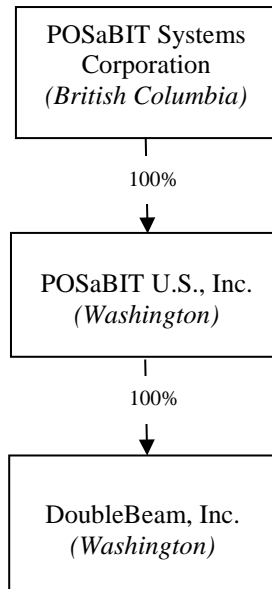 POSaBIT Systems
Corporation
(British Columbia)
100%
POSaBIT U.S., Inc.
(Washington)
100%
DoubleBeam, Inc.
(Washington)